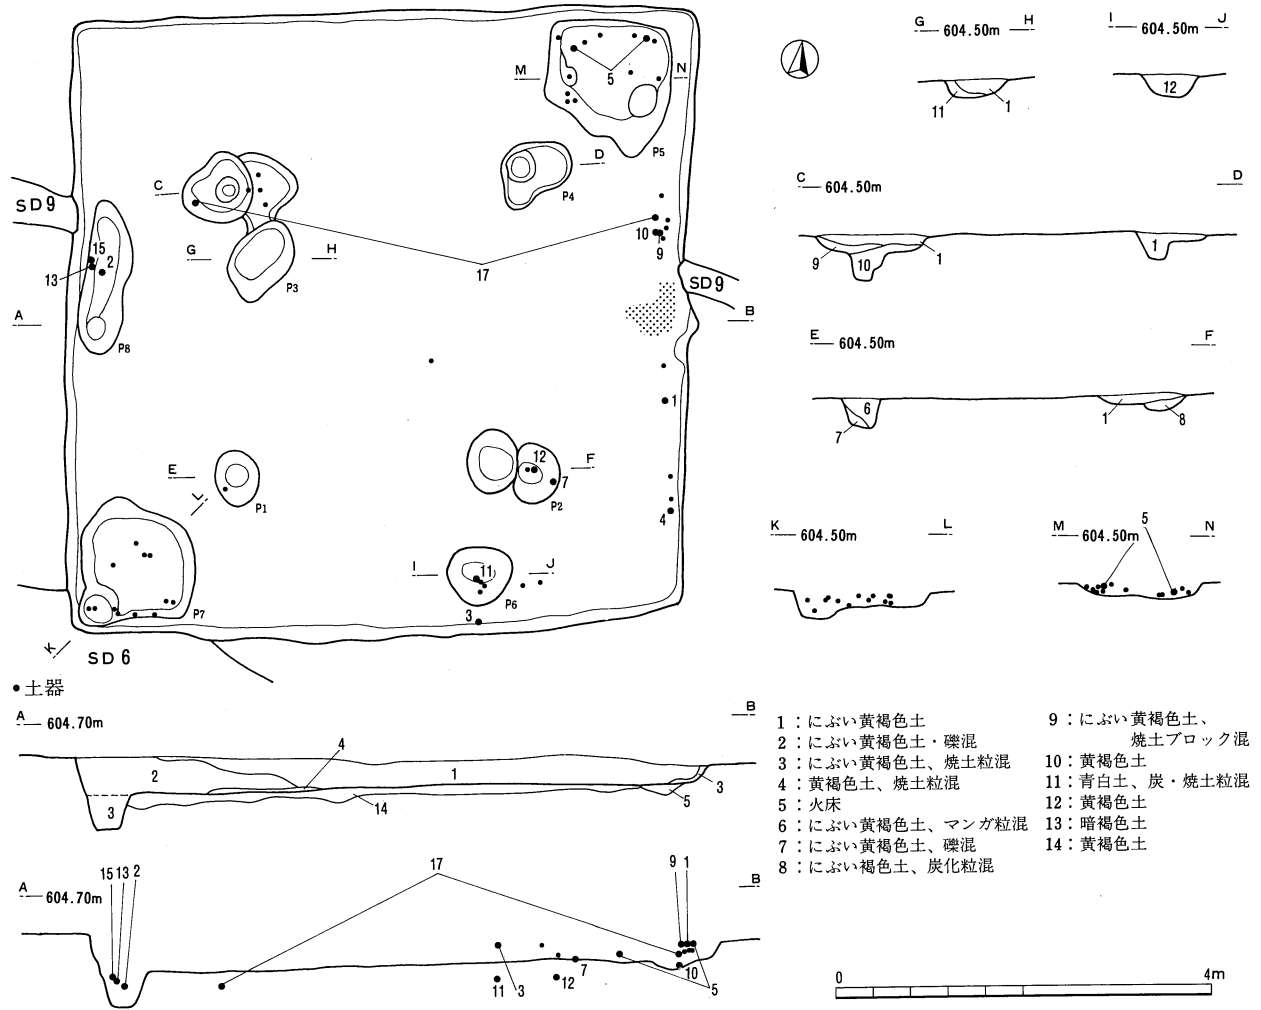 M
N
5
P5
C
D
P4
SD9
G
H
P3
17
10
9
SD9
15
2
13
P8
A
B
1
E
L
P1
12
7
P2
F
4
I
J
11
P6
3
P7
K
SD6
●土器
G
604.50m
H
11
1
I
604.50m
J
12
C
604.50m
D
9
10
1
1
E
604.50m
F
6
7
1
8
K
604.50m
L
M
604.50m
N
5
A
604.70m
B
4
2
1
3
14
5
3
A
604.70m
B
15 13 2
17
9 1
11
3
12
7
10
5
1：にぶい黄褐色土
2：にぶい黄褐色土・礫混
3：にぶい黄褐色土、焼土粒混
4：黄褐色土、焼土粒混
5：火床
6：にぶい黄褐色土、マンガ粒混
7：にぶい黄褐色土、礫混
8：にぶい褐色土、炭化粒混
9：にぶい黄褐色土、
焼土ブロック混
10：黄褐色土
11：青白土、炭・焼土粒混
12：黄褐色土
13：暗褐色土
14：黄褐色土
0
4m